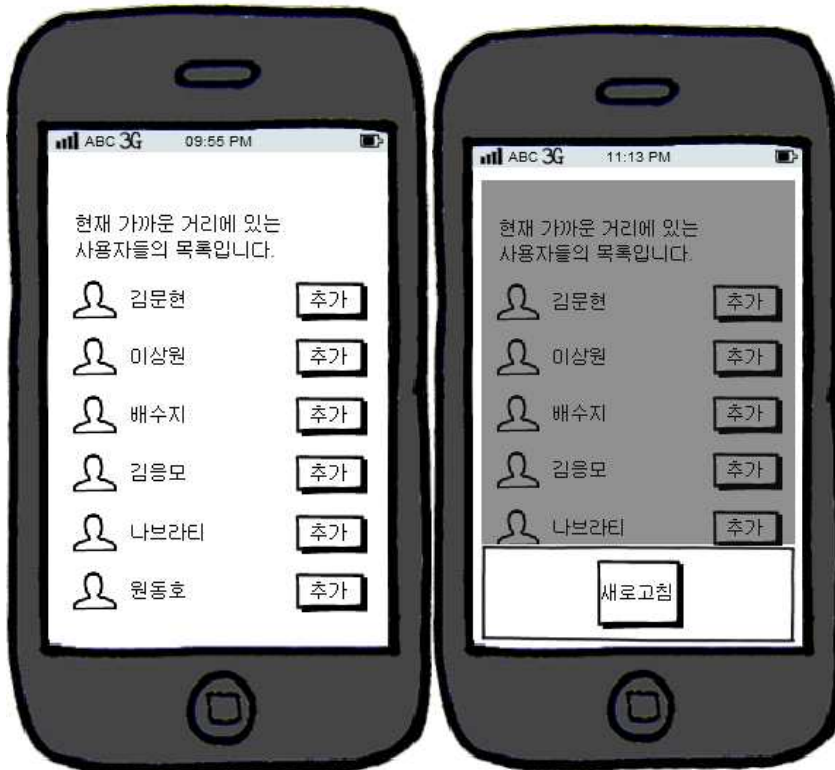 ABC 3G 09:55 PM
현재 가까운 거리에 있는
사용자들의 목록입니다.
김문현 추가
이상원 추가
배수지 추가
김응모 추가
나브라티 추가
원동호 추가
ABC 3G 11:13 PM
현재 가까운 거리에 있는
사용자들의 목록입니다.
김문현 추가
이상원 추가
배수지 추가
김응모 추가
나브라티 추가
새로고침